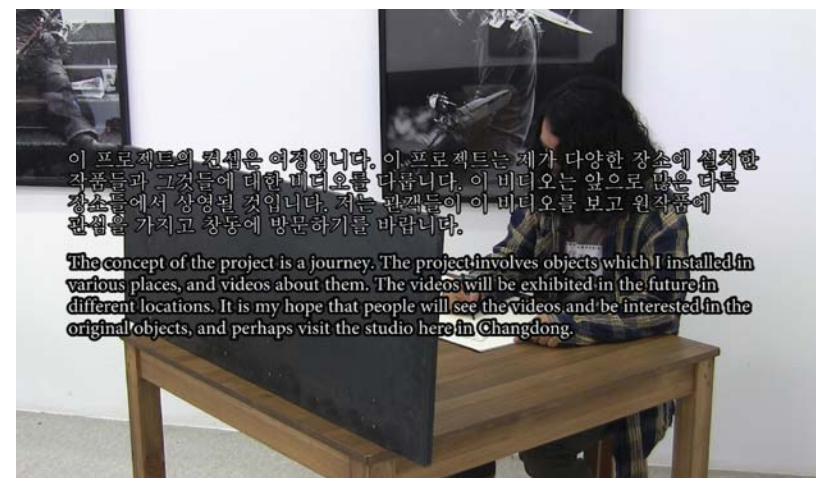 이 프로젝트의 컨셉은 여정입니다. 이 프로젝트는 제가 다양한 장소에 설치한
작품들과 그것들에 대한 비디오를 다룹니다. 이 비디오는 앞으로 많은 다른
장소들에서 상영될 것입니다. 저는 관객들이 이 비디오를 보고 원작품에
관심을 가지고 창동에 방문하기를 바랍니다.
The concept of the project is a journey. The project involves objects which I installed in
various places, and videos about them. The videos will be exhibited in the future in
different locations. It is my hope that people will see the videos and be interested in the
original objects, and perhaps visit the studio here in Changdong.